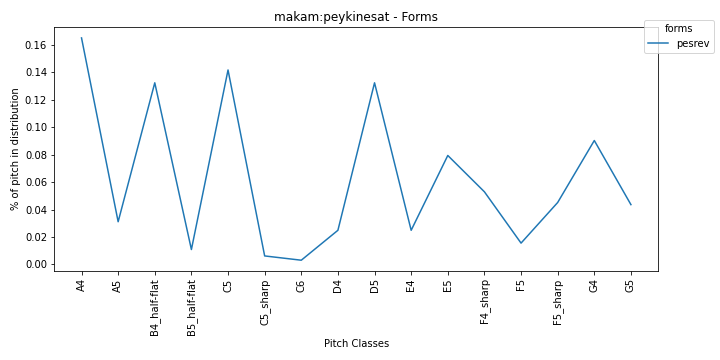 makam:peykinesat - Forms
forms
pesrev
% of pitch in distribution
0.16
0.14
0.12
0.10
0.08
0.06
0.04
0.02
0.00
A4
A5
B4_half-flat
B5_half-flat
C5
C5_sharp
C6
D4
D5
E4
E5
F4_sharp
F5
F5_sharp
G4
G5
Pitch Classes